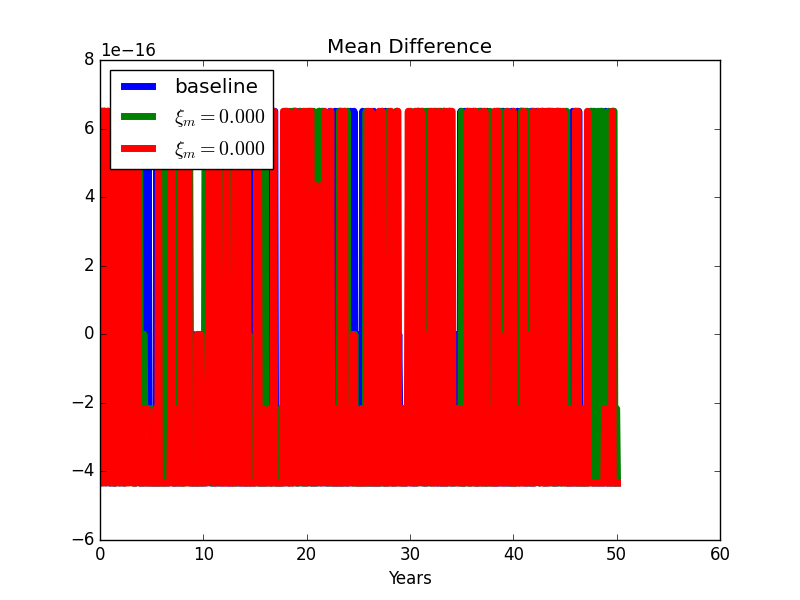 Mean Difference
1e−16
8
6
4
2
0
−2
−4
−6
baseline
ξₘ = 0.000
ξₘ = 0.000
0 10 20 30 40 50 60
Years